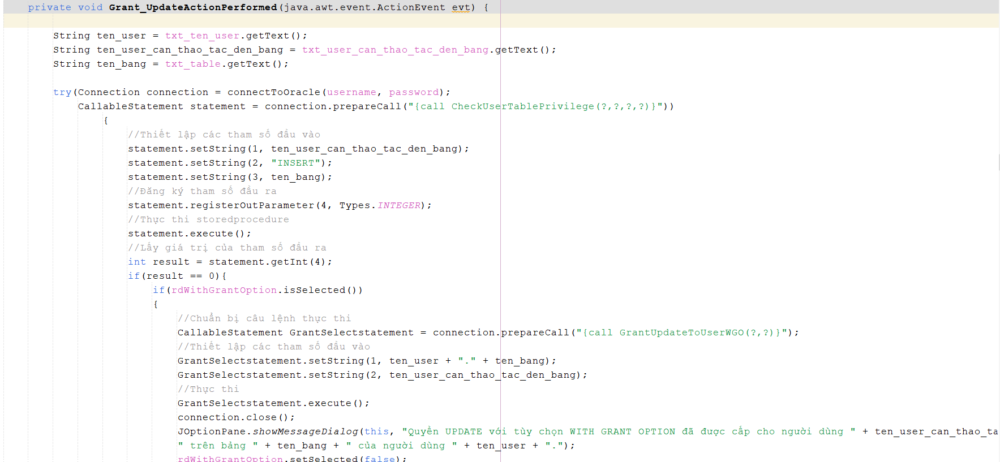 private void Grant_UpdateActionPerformed(java.awt.event.ActionEvent evt) {
String ten_user = txt_ten_user.getText();
String ten_user_can_thao_tac_den_bang = txt_user_can_thao_tac_den_bang.getText();
String ten_bang = txt_table.getText();
try(Connection connection = connectToOracle(username, password);
CallableStatement statement = connection.prepareCall("{call CheckUserTablePrivilege(?,?,?,?)}"))
{
//Thiết lập các tham số đầu vào
statement.setString(1, ten_user_can_thao_tac_den_bang);
statement.setString(2, "INSERT");
statement.setString(3, ten_bang);
//Đăng ký tham số đầu ra
statement.registerOutParameter(4, Types.INTEGER);
//Thực thi storedprocedure
statement.execute();
//Lấy giá trị của tham số đầu ra
int result = statement.getInt(4);
if(result == 0){
if(rdWithGrantOption.isSelected())
{
//Chuẩn bị câu lệnh thực thi
CallableStatement GrantSelectstatement = connection.prepareCall("{call GrantUpdateToUserWGO(?,?)}");
//Thiết lập các tham số đầu vào
GrantSelectstatement.setString(1, ten_user + "." + ten_bang);
GrantSelectstatement.setString(2, ten_user_can_thao_tac_den_bang);
//Thực thi
GrantSelectstatement.execute();
connection.close();
JOptionPane.showMessageDialog(this, "Quyền UPDATE với tùy chọn WITH GRANT OPTION đã được cấp cho người dùng " + ten_user_can_thao_ta
" trên bảng " + ten_bang + " của người dùng " + ten_user + ".");
rdWithGrantOption.setSelected(false);